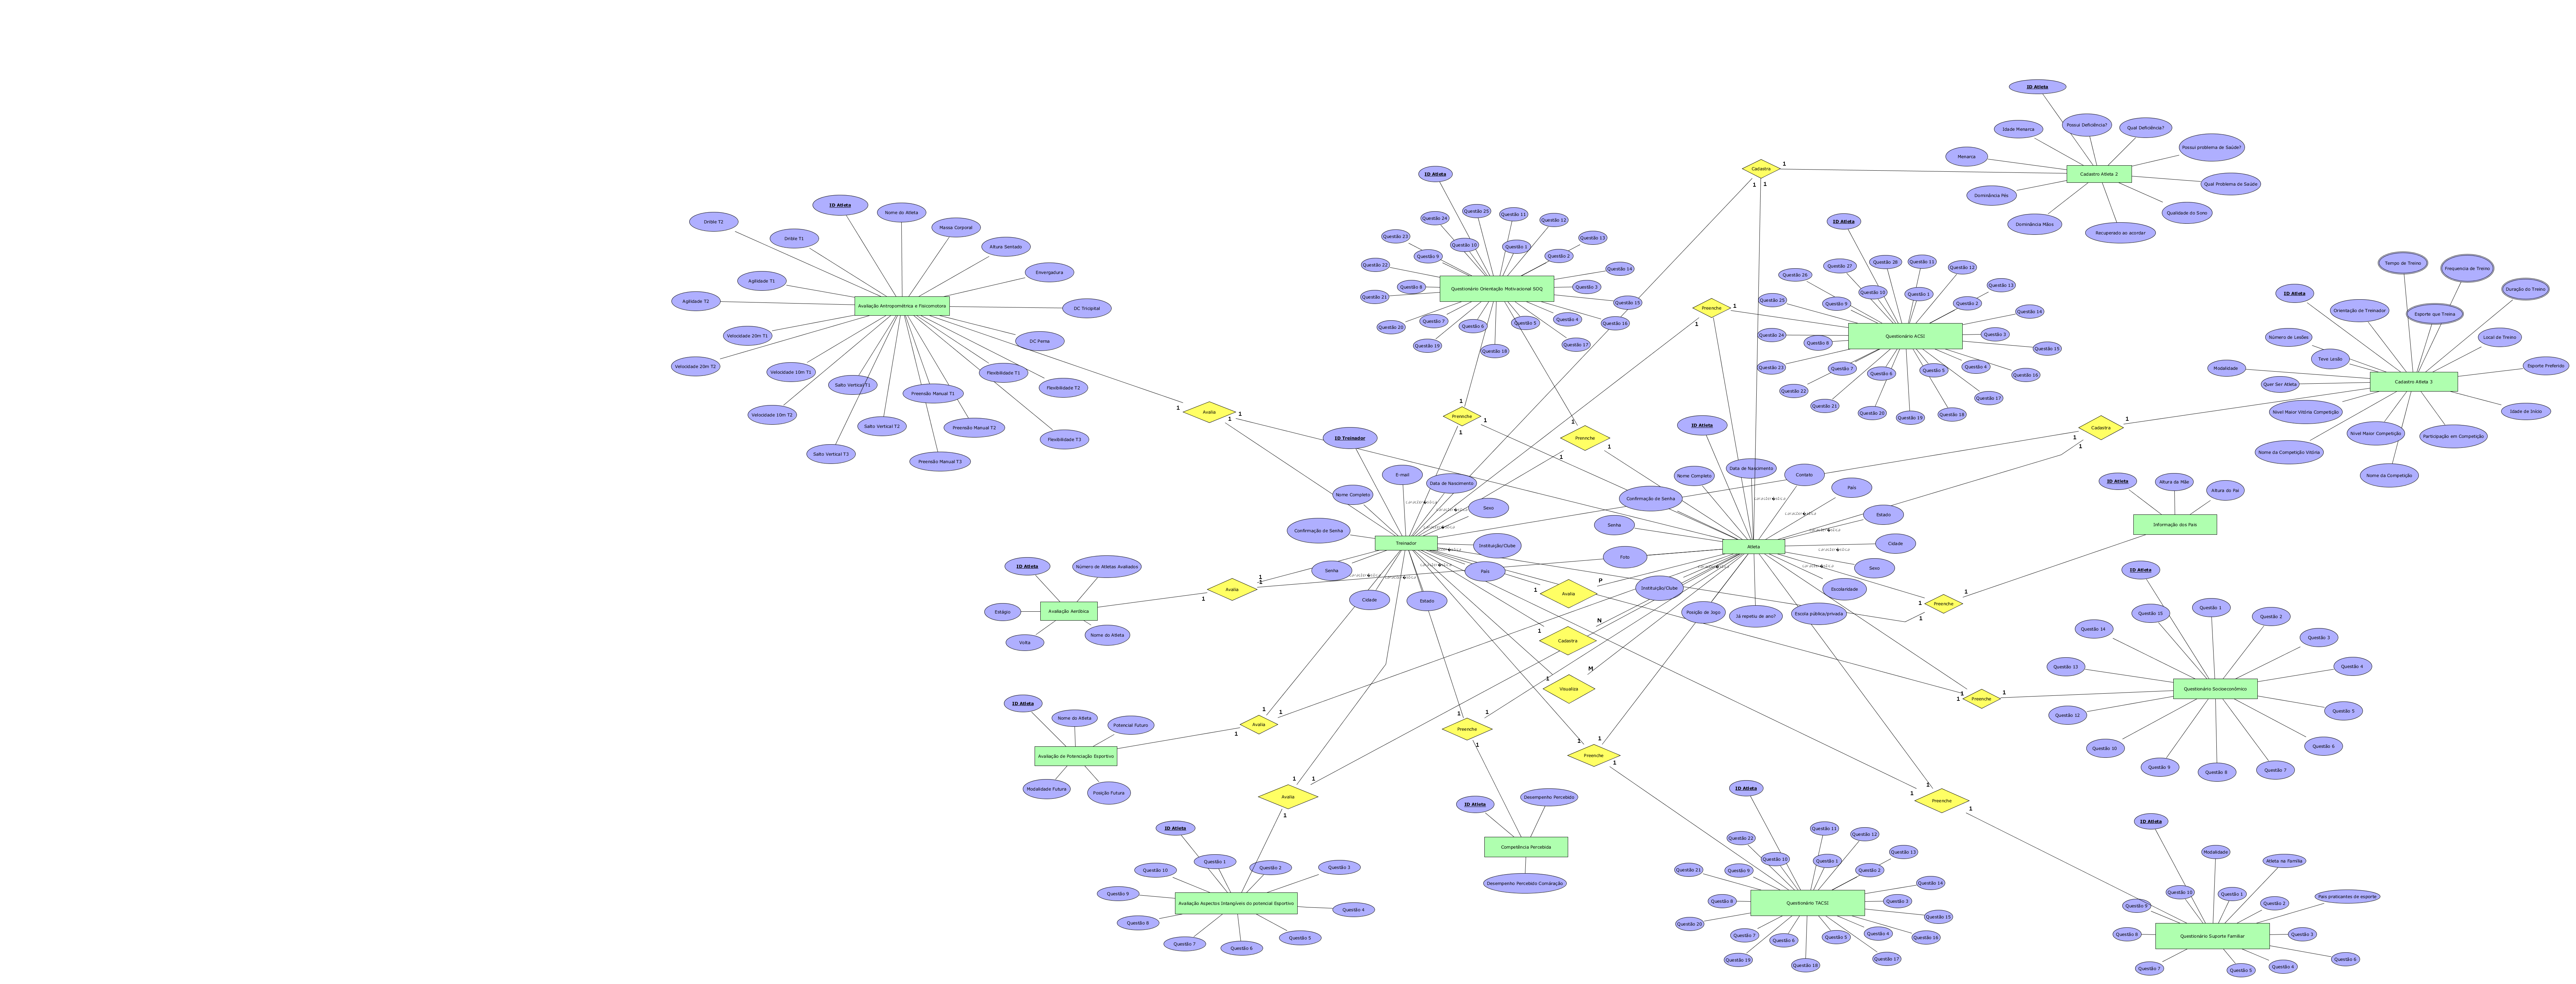 ID Atleta
Possui Deficiência?
Qual Deficiência?
Idade Menarca
Possui problema de Saúde?
Menarca
Cadastro Atleta 2
Qual Problema de Saúde
Dominância Pés
Qualidade do Sono
Dominância Mãos
Recuperado ao acordar
Cadastra
1
1
1
ID Atleta
Drible T2
Nome do Atleta
Massa Corporal
Drible T1
Altura Sentado
Envergadura
Agilidade T1
Agilidade T2
Avaliação Antropométrica e Fisicomotora
DC Tricipital
Velocidade 20m T1
DC Perna
Velocidade 20m T2
Velocidade 10m T1
Flexibilidade T1
Salto Vertical T1
Flexibilidade T2
Preensão Manual T1
Velocidade 10m T2
Salto Vertical T2
Preensão Manual T2
Flexibilidade T3
Salto Vertical T3
Preensão Manual T3
Avalia
1
1
1
ID Atleta
Questão 25
Questão 11
Questão 24
Questão 12
Questão 23
Questão 10
Questão 1
Questão 13
Questão 9
Questão 2
Questão 22
Questão 14
Questão 8
Questionário Orientação Motivacional SOQ
Questão 3
Questão 21
Questão 15
Questão 7
Questão 6
Questão 5
Questão 4
Questão 16
Questão 20
Questão 19
Questão 18
Questão 17
Preenche
1
1
1
Prennche
1
1
1
Preenche
1
1
ID Atleta
Questão 27
Questão 28
Questão 11
Questão 12
Questão 26
Questão 10
Questão 1
Questão 13
Questão 25
Questão 9
Questão 2
Questão 14
Questão 24
Questionário ACSI
Questão 3
Questão 8
Questão 15
Questão 23
Questão 7
Questão 6
Questão 5
Questão 4
Questão 16
Questão 22
Questão 21
Questão 20
Questão 19
Questão 18
Questão 17
Tempo de Treino
Frequencia de Treino
ID Atleta
Duração do Treino
Orientação de Treinador
Esporte que Treina
Número de Lesões
Local de Treino
Teve Lesão
Modalidade
Esporte Preferido
Quer Ser Atleta
Cadastro Atleta 3
Nivel Maior Vitória Competição
Idade de Inicio
Nome da Competição Vitória
Nivel Maior Competição
Participação em Competição
Nome da Competição
Cadastra
1
1
1
ID Treinador
E-mail
Nome Completo
Data de Nascimento
Sexo
Confirmação de Senha
Treinador
Instituição/Clube
Senha
País
Cidade
Estado
ID Atleta
Nome Completo
Data de Nascimento
Contato
Confirmação de Senha
País
Senha
Estado
Foto
Atleta
Cidade
Sexo
Instituição/Clube
Escolaridade
Posição de Jogo
Já repetiu de ano?
Escola pública/privada
ID Atleta
Altura da Mãe
Altura do Pai
Informação dos Pais
Preenche
1
1
1
ID Atleta
Número de Atletas Avaliados
Estágio
Avaliação Aeróbica
Volta
Nome do Atleta
Avalia
1
1
1
Avalia
1
P
Cadastra
1
N
Visualiza
1
M
ID Atleta
Questão 15
Questão 1
Questão 2
Questão 14
Questão 3
Questão 13
Questão 4
Questionário Socioeconômico
Questão 12
Questão 5
Questão 10
Questão 6
Questão 9
Questão 8
Questão 7
Preenche
1
1
1
ID Atleta
Nome do Atleta
Potencial Futuro
Avaliação de Potenciação Esportivo
Modalidade Futura
Posição Futura
Avalia
1
1
1
Preenche
1
1
1
Preenche
1
1
1
Avalia
1
1
1
Preenche
1
1
1
ID Atleta
Desempenho Percebido
Competência Percebida
Desempenho Percebido Comáração
ID Atleta
Questão 1
Questão 10
Questão 2
Questão 3
Questão 9
Avaliação Aspectos Intangíveis do potencial Esportivo
Questão 4
Questão 8
Questão 7
Questão 6
Questão 5
ID Atleta
Questão 22
Questão 11
Questão 12
Questão 10
Questão 1
Questão 13
Questão 21
Questão 9
Questão 2
Questão 14
Questão 8
Questionário TACSI
Questão 3
Questão 20
Questão 15
Questão 7
Questão 6
Questão 5
Questão 4
Questão 16
Questão 19
Questão 18
Questão 17
ID Atleta
Modalidade
Atleta na Família
Questão 10
Questão 1
Pais praticantes de esporte
Questão 9
Questão 2
Questão 8
Questionário Suporte Familiar
Questão 3
Questão 7
Questão 5
Questão 4
Questão 6